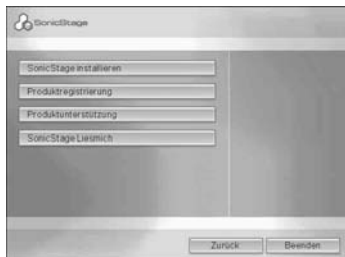 SonicStage
SonicStage installieren
Produktregistrierung
Produktunterstützung
SonicStage Liesmich
Zurück
Beenden